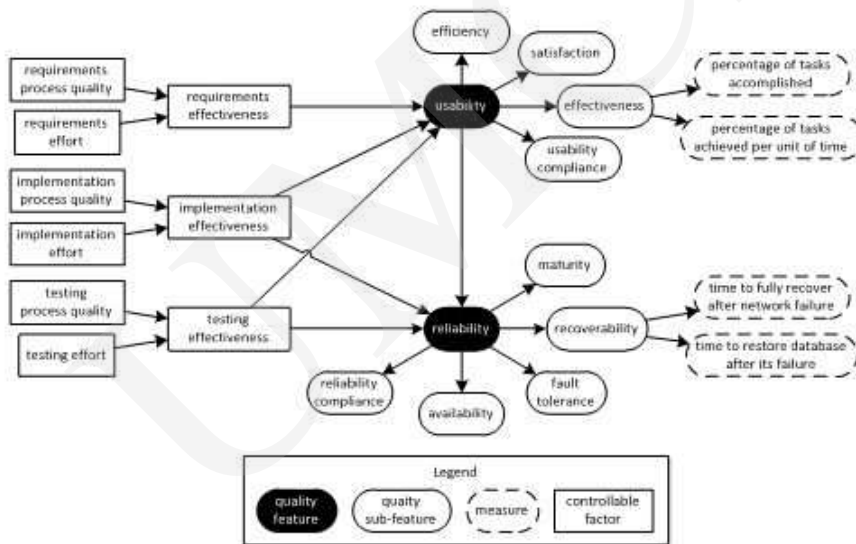 efficiency
satisfaction
requirements
process quality
requirements
effort
requirements
effectiveness
usability
effectiveness
percentage of tasks
accomplished
percentage of tasks
achieved per unit of time
usability
compliance
implementation
process quality
implementation
effort
implementation
effectiveness
testing
process quality
testing effort
testing
effectiveness
maturity
reliability
recoverability
time to fully recover
after network failure
time to restore database
after its failure
reliability
compliance
availability
fault
tolerance
Legend
quality
feature
quaity
sub-feature
measure
controllable
factor